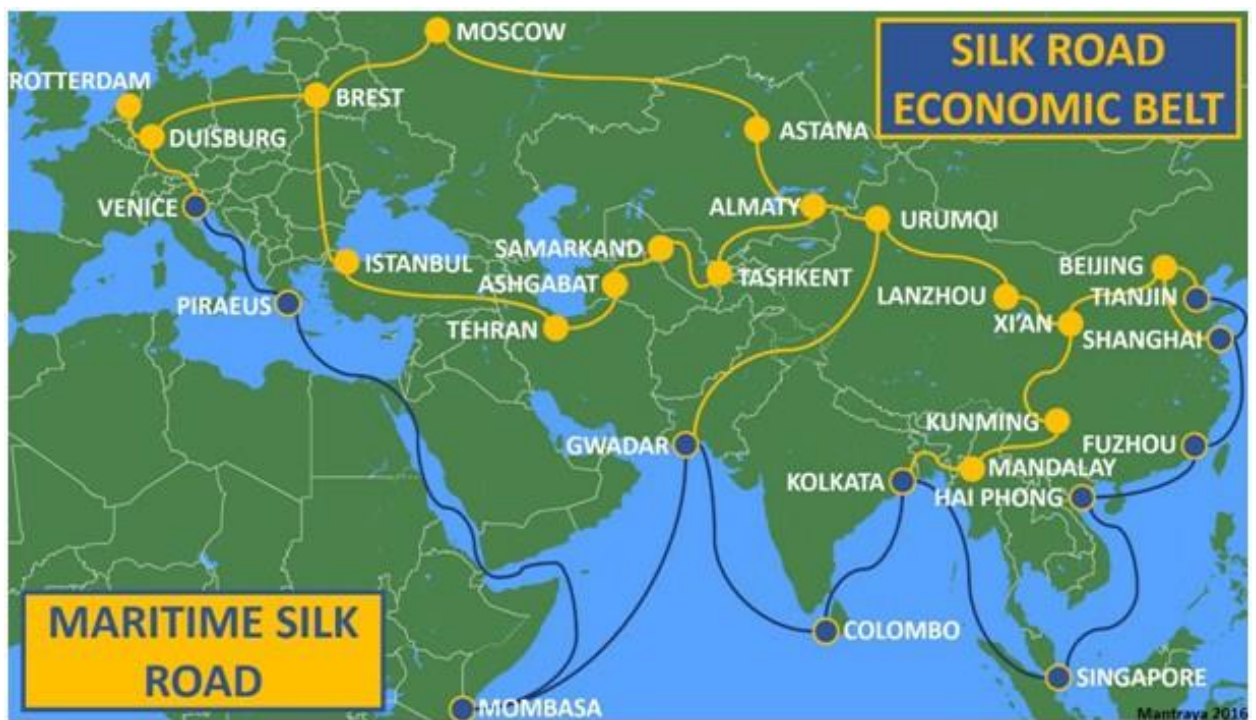 MOSCOW
SILK ROAD
ECONOMIC BELT
ROTTERDAM
BREST
ASTANA
DUISBURG
VENICE
ALMATY
URUMQI
SAMARKAND
ISTANBUL
BEIJING
ASHGABAT
TASHKENT
PIRAEUS
LANZHOU
TIANJIN
TEHRAN
XI'AN
SHANGHAI
KUNMING
GWADAR
FUZHOU
MANDALAY
KOLKATA
HAI PHONG
MARITIME SILK
ROAD
COLOMBO
SINGAPORE
MOMBASA
Mantraya 2016